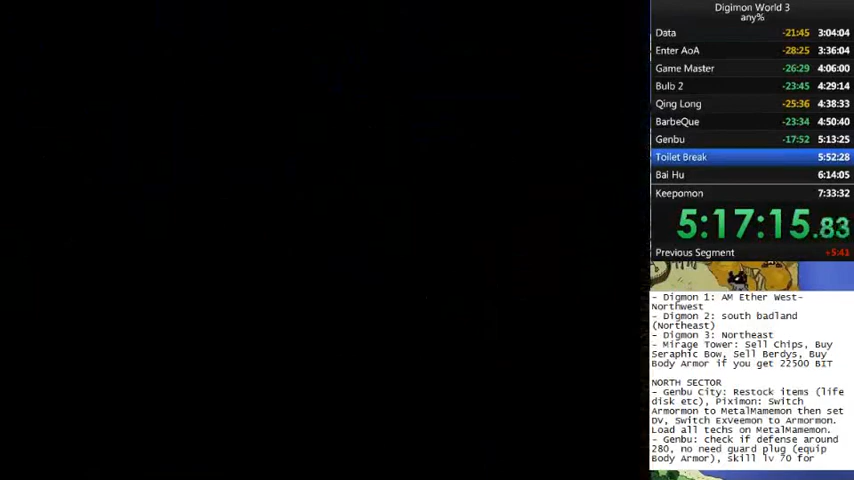 Digimon World 3
any%
Data -21:45 3:04:04
Enter AoA -28:25 3:36:04
Game Master -26:29 4:06:00
Bulb 2 -23:45 4:29:14
Qing Long -25:36 4:38:33
BarbeQue -23:34 4:50:40
Genbu -17:52 5:13:25
Toilet Break 5:52:28
Bai Hu 6:14:05
Keepomon 7:33:32
5:17:15.83
Previous Segment +5:41
- Digmon 1: AM Ether West-
Northwest
- Digmon 2: south badland
(Northeast)
- Digmon 3: Northeast
- Mirage Tower: Sell Chips, Buy
Seraphic Bow, Sell Berdys, Buy
Body Armor if you get 22500 BIT
NORTH SECTOR
- Genbu City: Restock items (life
disk etc), Piximon: Switch
Armormon to MetalMamemon then set
DV, Switch ExVeemon to Armormon.
Load all techs on MetalMamemon.
- Genbu: check if defense around
280, no need guard plug (equip
Body Armor), skill lv 70 for